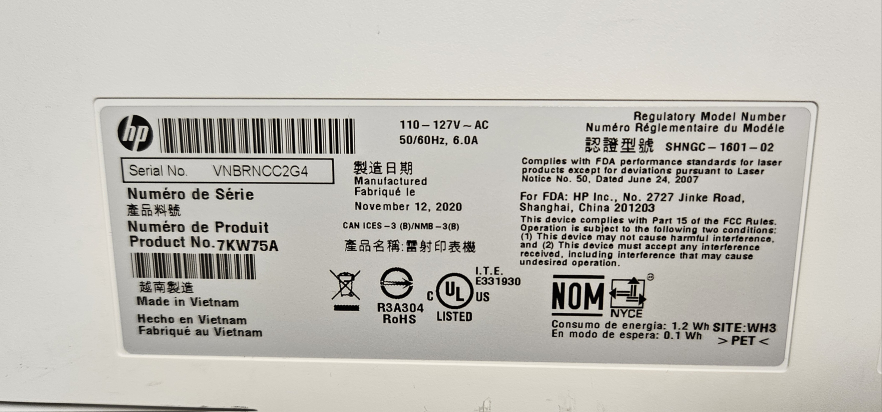 hp
110-127V~AC
50/60Hz, 6.0A
Serial No. VNBRNCC2G4
Numéro de Série
產品料號
Numéro de Produit
Product No. 7KW75A
越南製造
Made in Vietnam
Hecho en Vietnam
Fabriqué au Vietnam
製造日期
Manufactured
Fabriqué le
November 12, 2020
CAN ICES-3 (B)/NMB-3(B)
產品名稱:雷射印表機
R3A304
RoHS
I.T.E.
E331930
C UL US
LISTED
Regulatory Model Number
Numéro Réglementaire du Modéle
認證型號 SHNGC-1601-02
Complies with FDA performance standards for laser
products except for deviations pursuant to Laser
Notice No. 50, Dated June 24, 2007
For FDA: HP Inc., No. 2727 Jinke Road,
Shanghai, China 201203
This device complies with Part 15 of the FCC Rules.
Operation is subject to the following two conditions:
(1) This device may not cause harmful interference,
and (2) This device must accept any interference
received, including interference that may cause
undesired operation.
NOM
NYCE
Consumo de energía: 1.2 Wh SITE:WH3
En modo de espera: 0.1 Wh >PET<